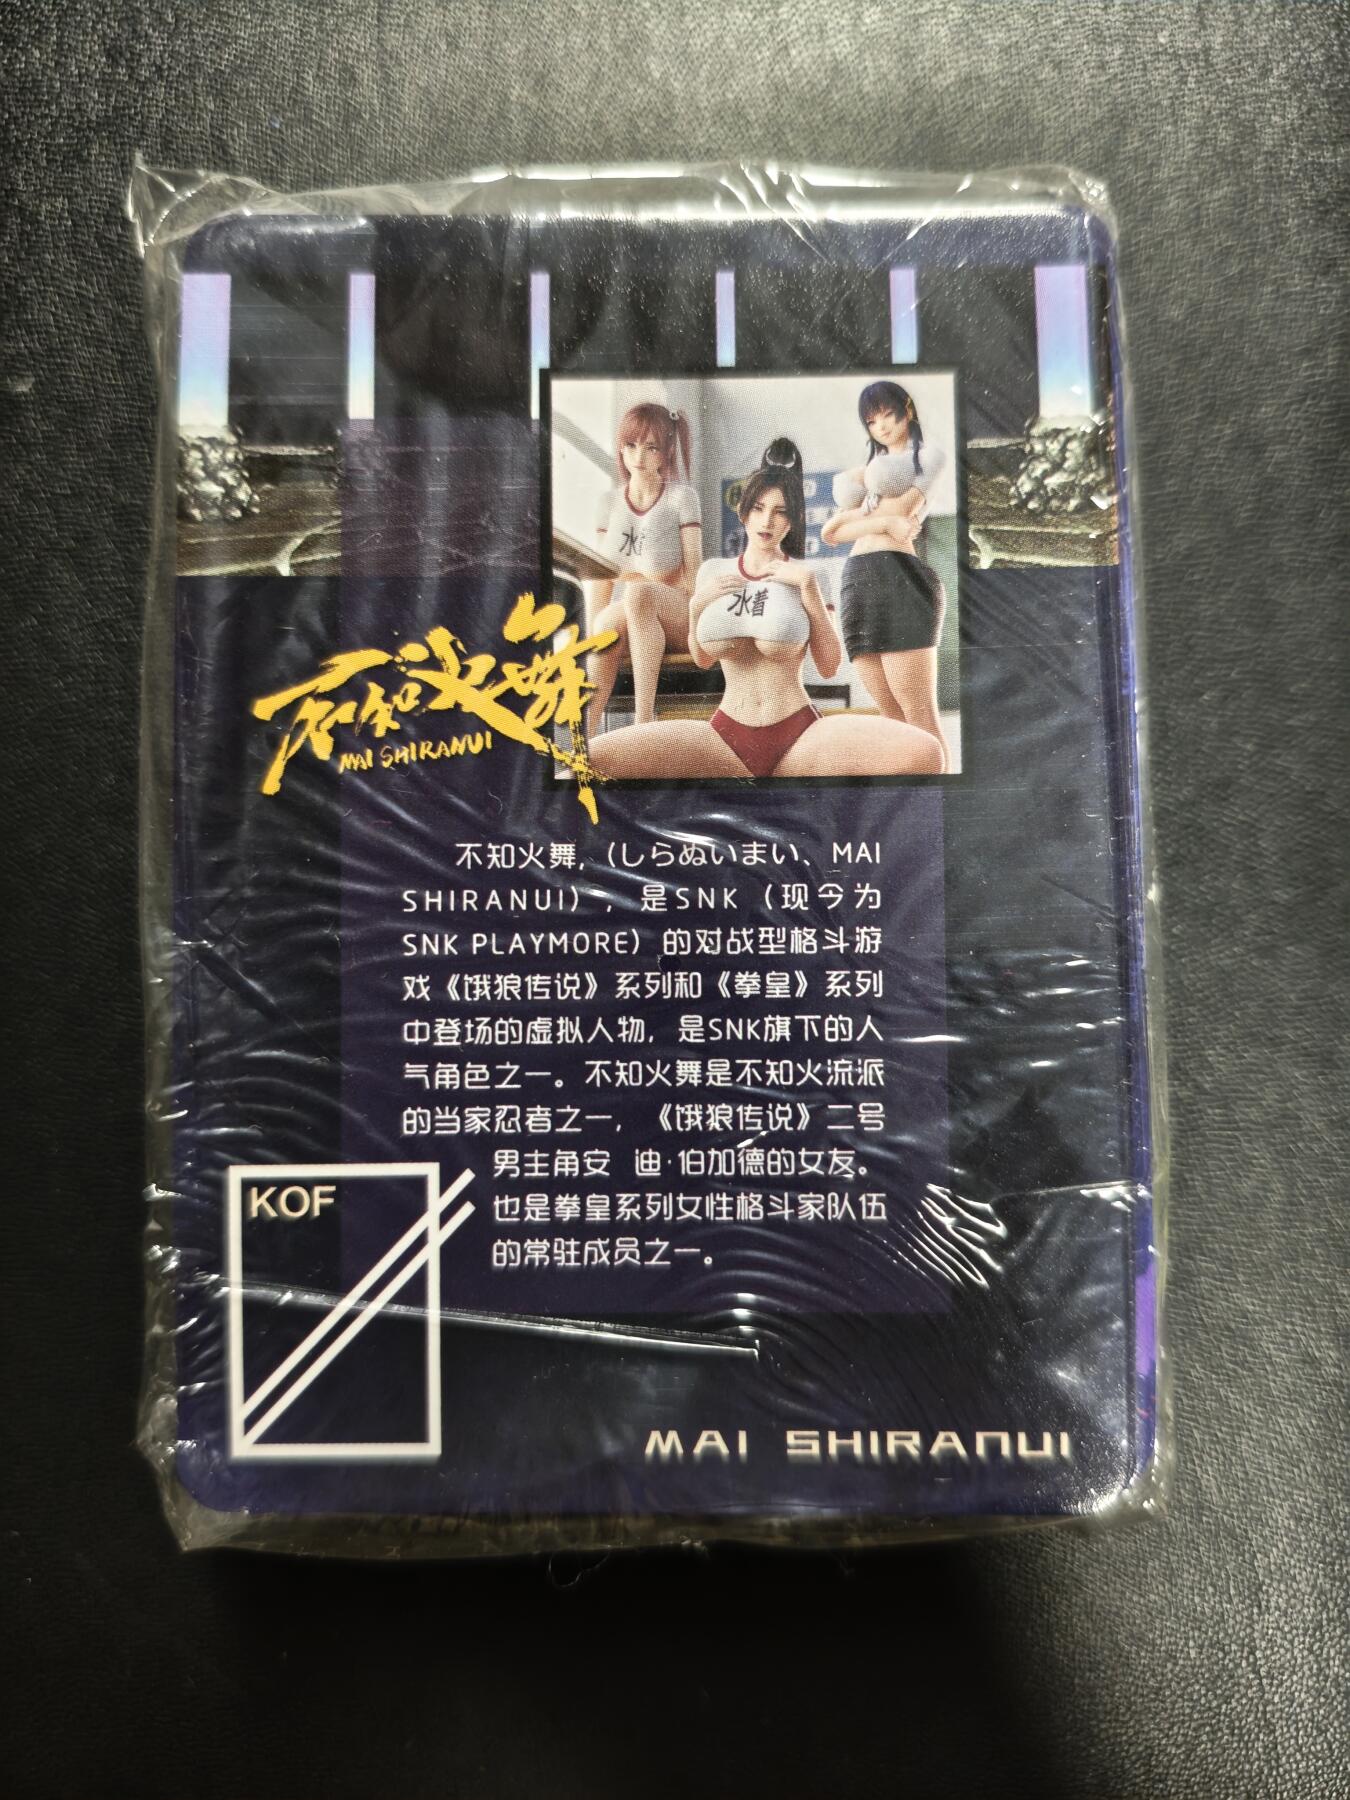 水着
水着
不知火舞
MAI SHIRANUI
不知火舞,(しらぬいまい、MAI
SHIRANUI),是SNK(现今为
SNK PLAYMORE)的对战型格斗游
戏《饿狼传说》系列和《拳皇》系列
中登场的虚拟人物,是SNK旗下的人
气角色之一。不知火舞是不知火流派
的当家忍者之一,《饿狼传说》二号
男主角安 迪·伯加德的女友。
也是拳皇系列女性格斗家队伍
的常驻成员之一。
KOF
MAI SHIRANUI